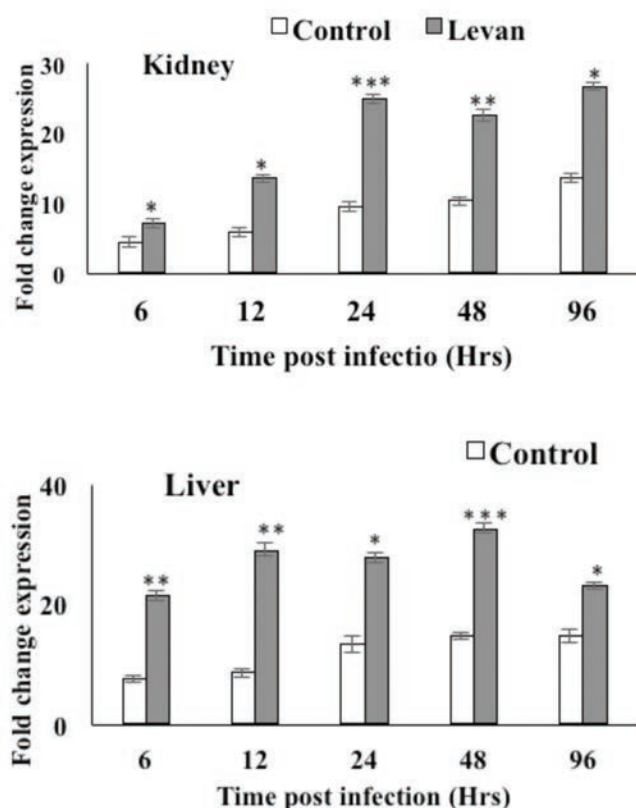 Control Levan
Kidney
Fold change expression
30
20
10
0
*
*
***
**
*
6 12 24 48 96
Time post infectio (Hrs)
Control
Liver
Fold change expression
40
20
0
**
**
*
***
*
6 12 24 48 96
Time post infection (Hrs)